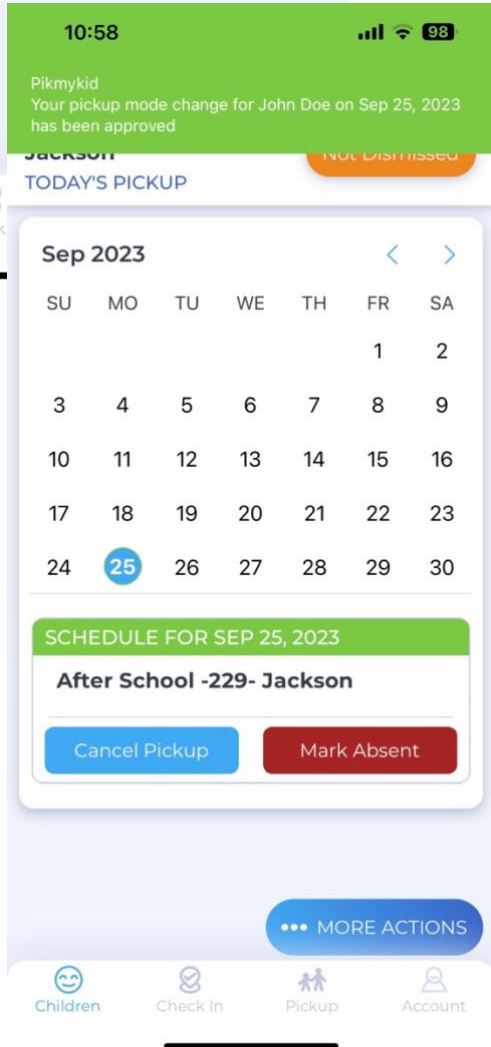 10:58
98
Pikmykid
Your pickup mode change for John Doe on Sep 25, 2023
has been approved
Jackson
Not Dismissed
TODAY'S PICKUP
Sep 2023
SU MO TU WE TH FR SA
1 2
3 4 5 6 7 8 9
10 11 12 13 14 15 16
17 18 19 20 21 22 23
24 25 26 27 28 29 30
SCHEDULE FOR SEP 25, 2023
After School -229- Jackson
Cancel Pickup
Mark Absent
MORE ACTIONS
Children Check In Pickup Account